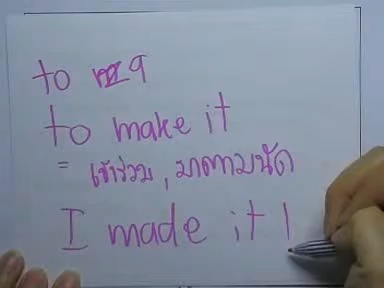 to
to make it
= เข้าร่วม, มาตามนัด
I made it